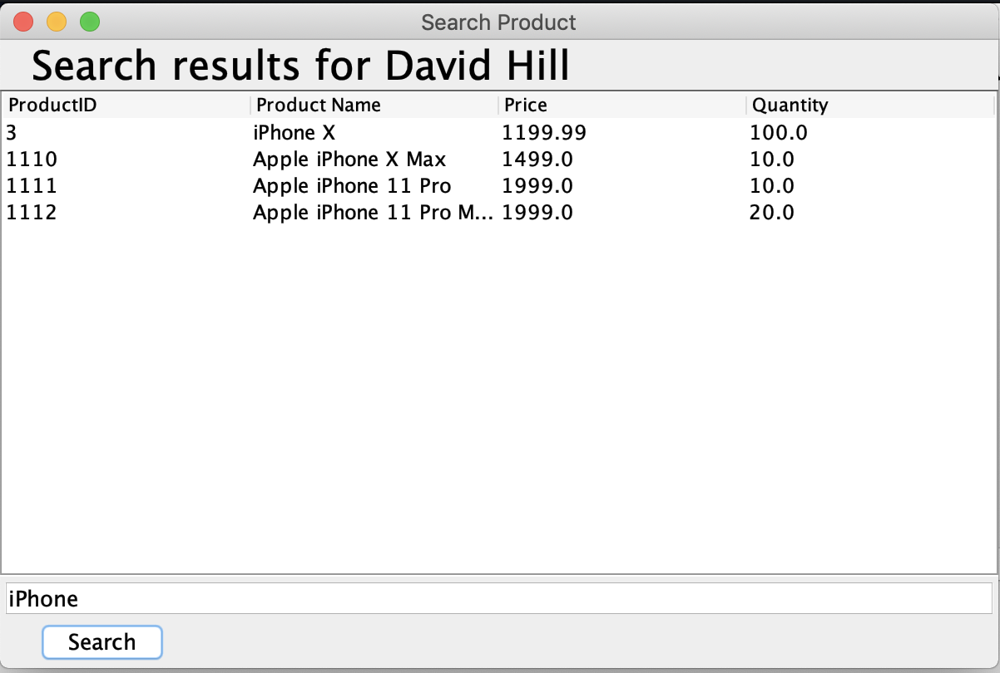 Search Product
Search results for David Hill
ProductID Product Name Price Quantity
3 iPhone X 1199.99 100.0
1110 Apple iPhone X Max 1499.0 10.0
1111 Apple iPhone 11 Pro 1999.0 10.0
1112 Apple iPhone 11 Pro M... 1999.0 20.0
iPhone
Search